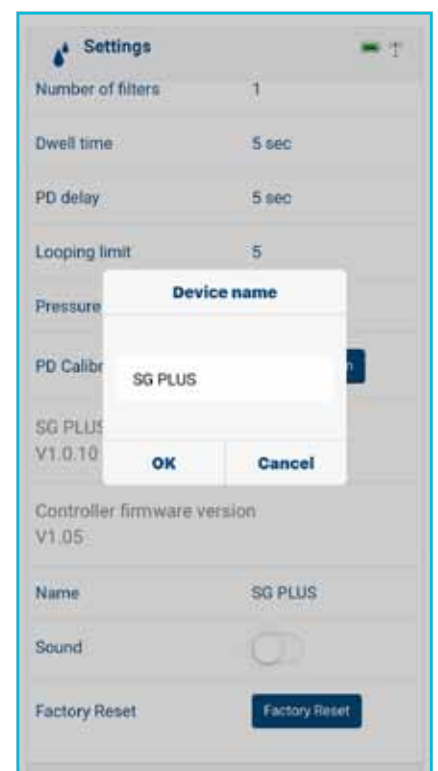 Settings
Number of filters 1
Dwell time 5 sec
PD delay 5 sec
Looping limit 5
Device name
Pressure
PD Calibr
SG PLUS
SG PLUS
V1.0.10
OK Cancel
Controller firmware version
V1.05
Name SG PLUS
Sound
Factory Reset Factory Reset